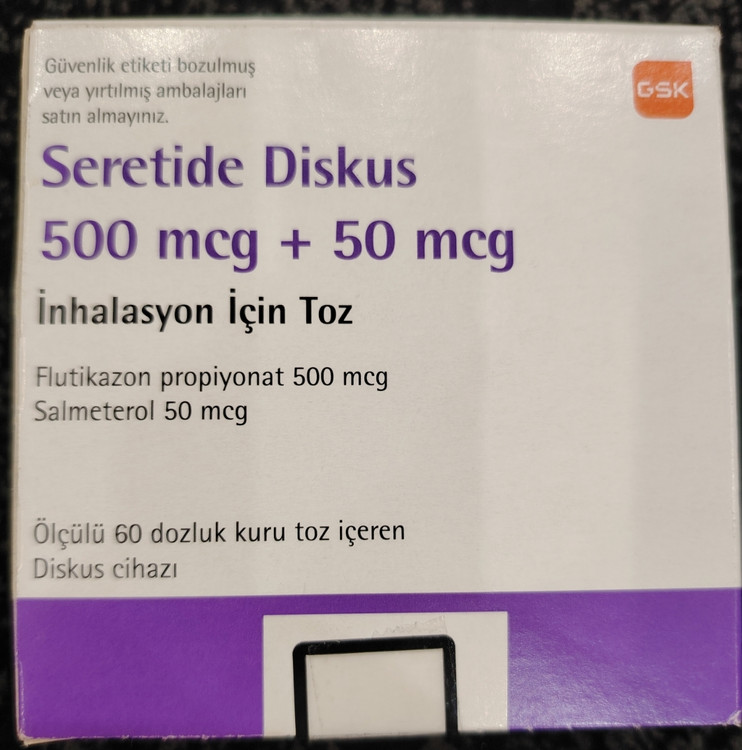 Güvenlik etiketi bozulmuş
veya yırtılmış ambalajları
satın almayınız.
GSK
Seretide Diskus
500 mcg + 50 mcg
İnhalasyon İçin Toz
Flutikazon propiyonat 500 mcg
Salmeterol 50 mcg
Ölçülü 60 dozluk kuru toz içeren
Diskus cihazı